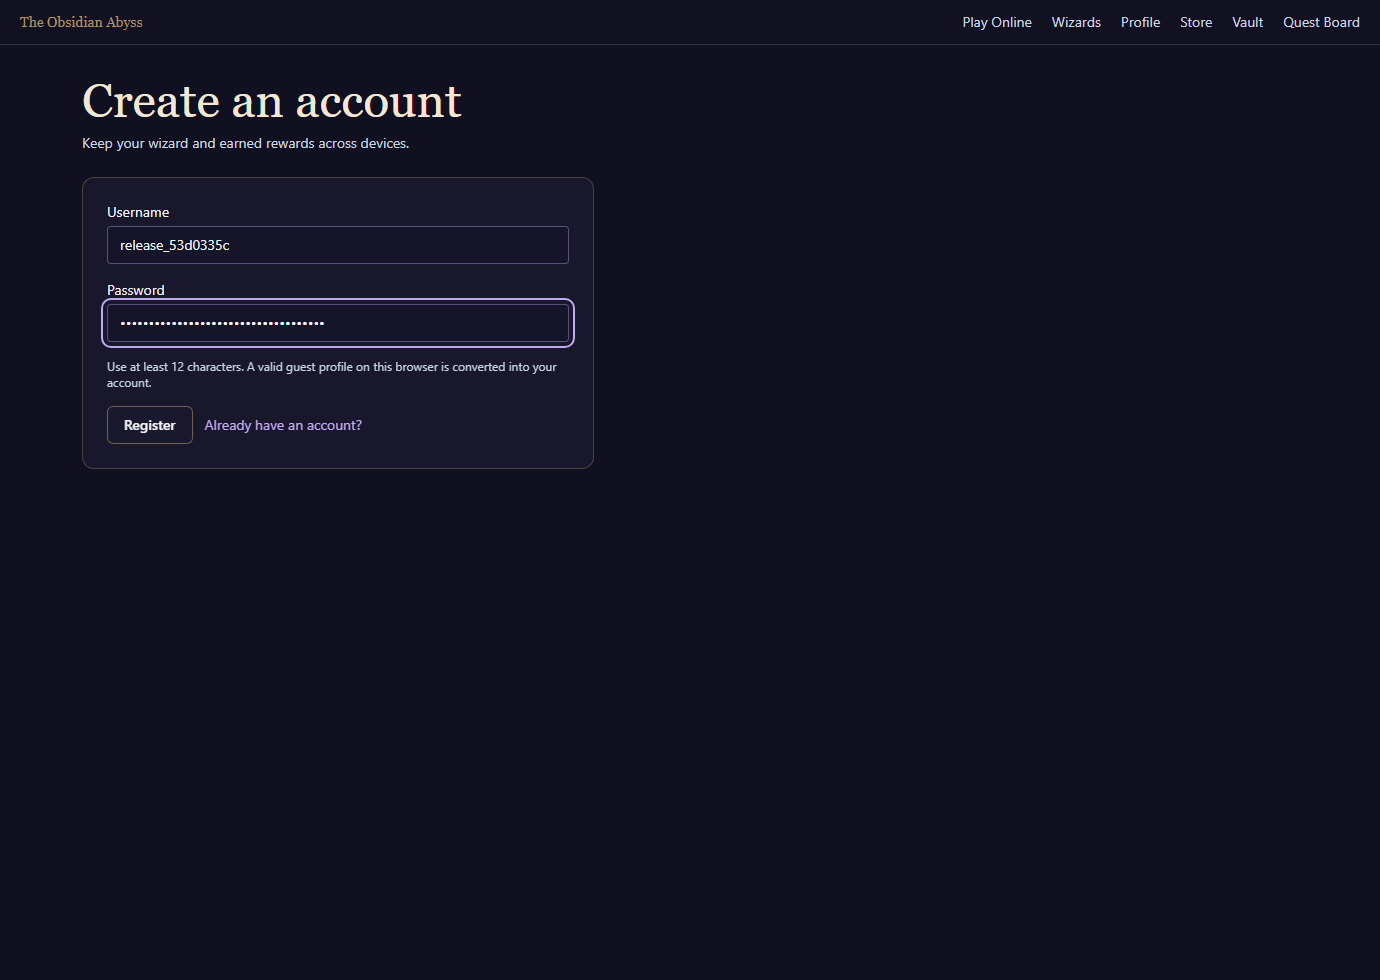 The Obsidian Abyss
Play Online Wizards Profile Store Vault Quest Board
Create an account
Keep your wizard and earned rewards across devices.
Username
release_53d0335c
Password
••••••••••••••••••••••••••••••••••••
Use at least 12 characters. A valid guest profile on this browser is converted into your
account.
Register Already have an account?